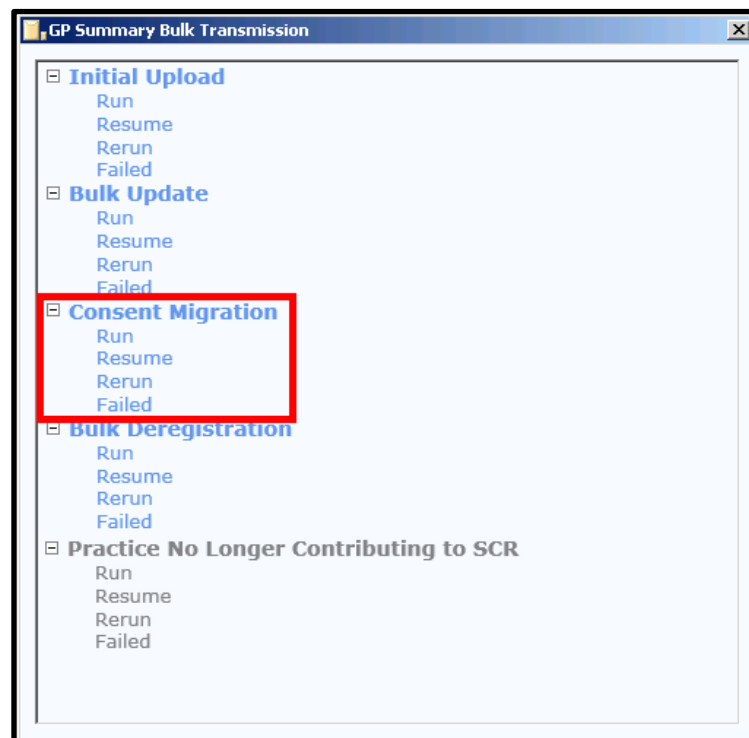 GP Summary Bulk Transmission
Initial Upload
Run
Resume
Rerun
Failed
Bulk Update
Run
Resume
Rerun
Failed
Consent Migration
Run
Resume
Rerun
Failed
Bulk Deregistration
Run
Resume
Rerun
Failed
Practice No Longer Contributing to SCR
Run
Resume
Rerun
Failed